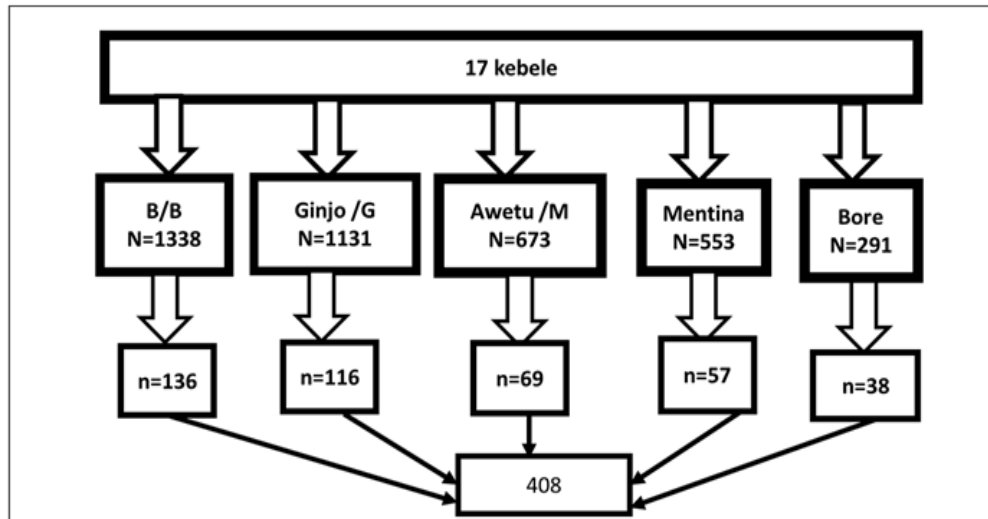 17 kebele
B/B
N=1338
Ginjo /G
N=1131
Awetu /M
N=673
Mentina
N=553
Bore
N=291
n=136
n=116
n=69
n=57
n=38
408